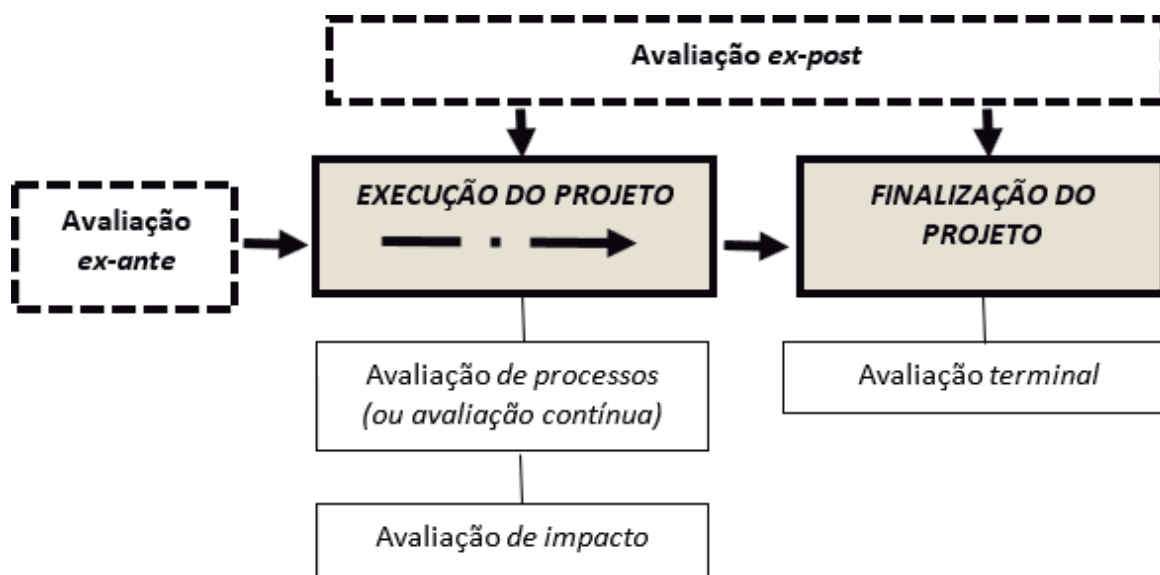 Avaliação ex-post
Avaliação
ex-ante
EXECUÇÃO DO PROJETO
FINALIZAÇÃO DO
PROJETO
Avaliação de processos
(ou avaliação contínua)
Avaliação terminal
Avaliação de impacto